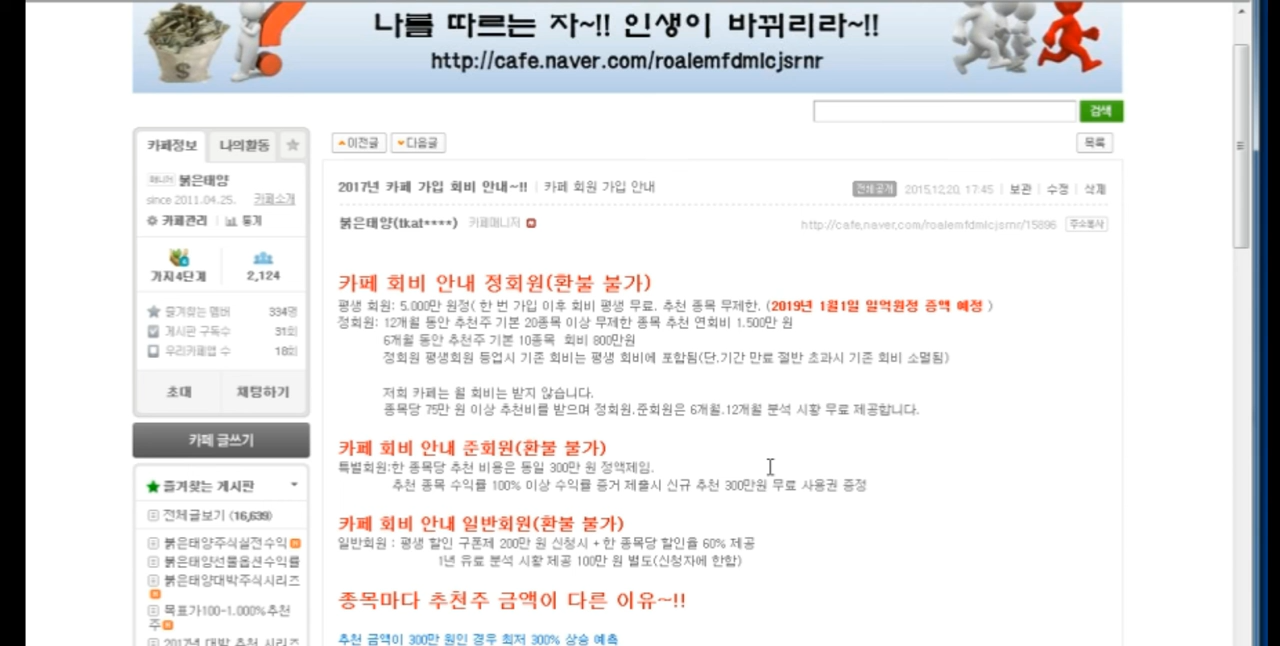 나를 따르는 자~!! 인생이 바뀌리라~!!
http://cafe.naver.com/roalemfdmlcjsrnr
검색
카페정보 나의활동
이전글 다음글 목록
매니저 붉은태양
since 2011.04.25. 카페소개
카페관리 통계
가지4단계 2,124
즐겨찾는 멤버 334명
게시판 구독수 31회
우리카페앱 수 18회
초대 채팅하기
카페 글쓰기
즐겨찾는 게시판
전체글보기 (16,639)
붉은태양주식실전수익
붉은태양선물옵션수익률
붉은태양대박주식시리즈
목표가100-1.000%추천
주
2017년 대박 추천 시리즈
2017년 카페 가입 회비 안내~!! 카페 회원 가입 안내 전체공개 2015.12.20. 17:45 보관 수정 삭제
붉은태양(tkat****) 카페매니저 http://cafe.naver.com/roalemfdmlcjsrnr/15896 주소복사
카페 회비 안내 정회원(환불 불가)
평생 회원: 5.000만 원정( 한 번 가입 이후 회비 평생 무료. 추천 종목 무제한. (2019년 1월1일 일억원정 증액 예정 )
정회원: 12개월 동안 추천주 기본 20종목 이상 무제한 종목 추천 연회비 1.500만 원
6개월 동안 추천주 기본 10종목 회비 800만원
정회원 평생회원 등업시 기존 회비는 평생 회비에 포함됨(단.기간 만료 절반 초과시 기존 회비 소멸됨)
저희 카페는 월 회비는 받지 않습니다.
종목당 75만 원 이상 추천비를 받으며 정회원.준회원은 6개월.12개월 분석 시황 무료 제공합니다.
카페 회비 안내 준회원(환불 불가)
특별회원:한 종목당 추천 비용은 동일 300만 원 정액제임.
추천 종목 수익률 100% 이상 수익률 증거 제출시 신규 추천 300만원 무료 사용권 증정
카페 회비 안내 일반회원(환불 불가)
일반회원 : 평생 할인 구폰제 200만 원 신청시 + 한 종목당 할인율 60% 제공
1년 유료 분석 시황 제공 100만 원 별도(신청자에 한함)
종목마다 추천주 금액이 다른 이유~!!
추천 금액이 300만 원인 경우 최저 300% 상승 예측